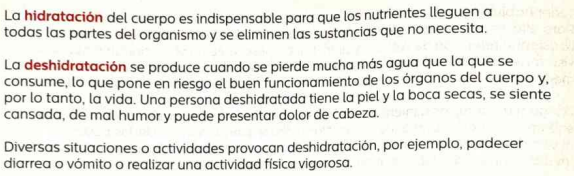 La hidratación del cuerpo es indispensable para que los nutrientes lleguen a
todas las partes del organismo y se eliminen las sustancias que no necesita.
La deshidratación se produce cuando se pierde mucha más agua que la que se
consume, lo que pone en riesgo el buen funcionamiento de los órganos del cuerpo y,
por lo tanto, la vida. Una persona deshidratada tiene la piel y la boca secas, se siente
cansada, de mal humor y puede presentar dolor de cabeza.
Diversas situaciones o actividades provocan deshidratación, por ejemplo, padecer
diarrea o vómito o realizar una actividad física vigorosa.